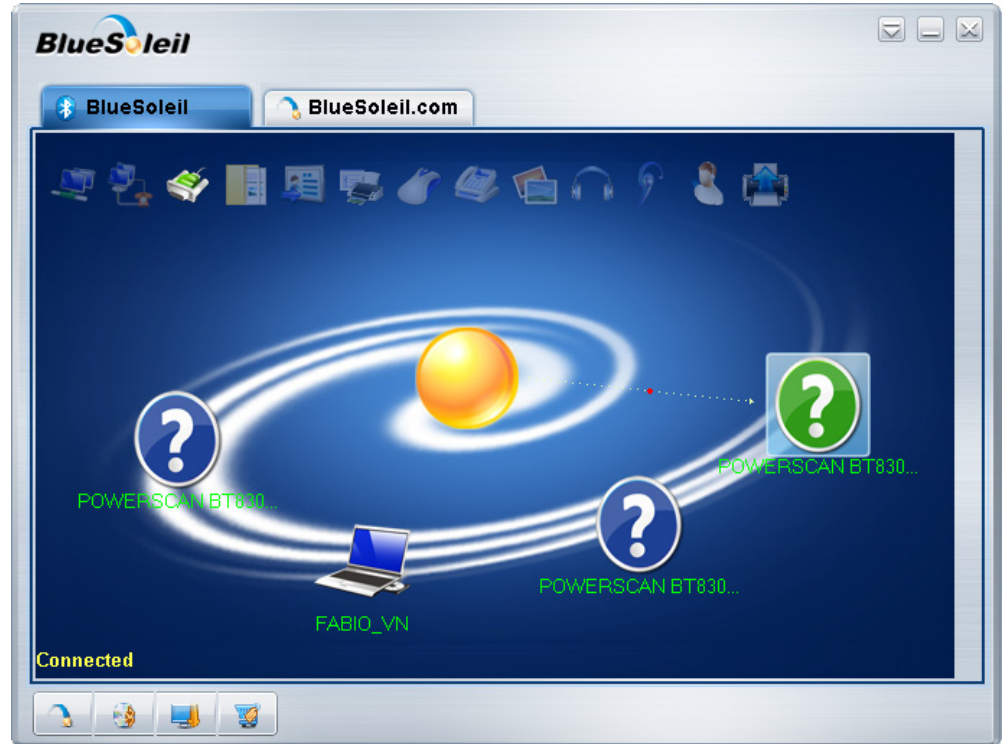 BlueSoleil
BlueSoleil
BlueSoleil.com
POWERSCAN BT830...
POWERSCAN BT830...
POWERSCAN BT830...
FABIO_VN
Connected